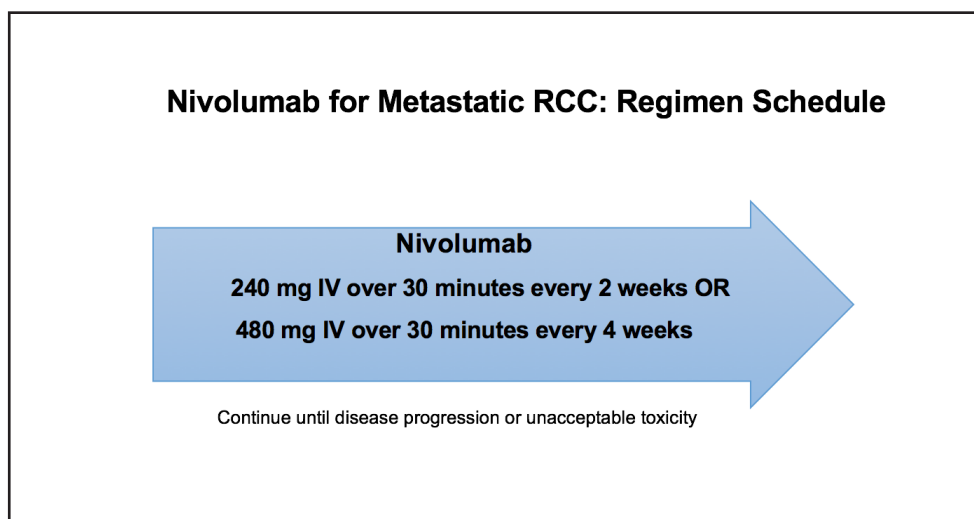 Nivolumab for Metastatic RCC: Regimen Schedule
Nivolumab
240 mg IV over 30 minutes every 2 weeks OR
480 mg IV over 30 minutes every 4 weeks
Continue until disease progression or unacceptable toxicity